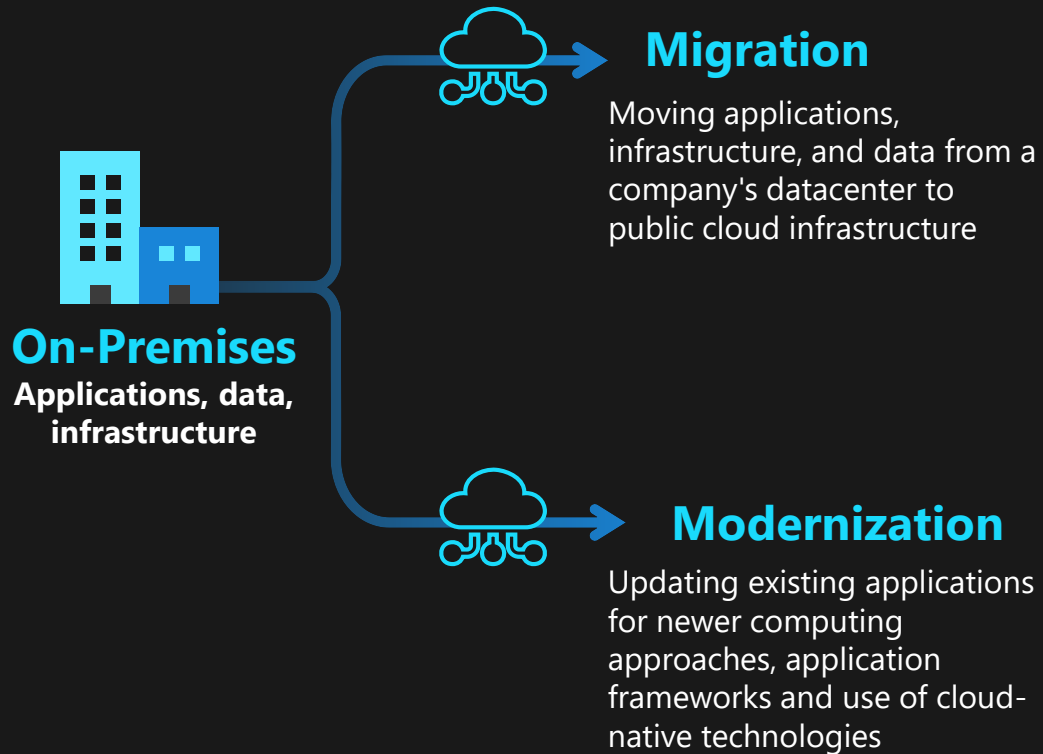 Migration
Moving applications,
infrastructure, and data from a
company's datacenter to
public cloud infrastructure
On-Premises
Applications, data,
infrastructure
Modernization
Updating existing applications
for newer computing
approaches, application
frameworks and use of cloud-
native technologies